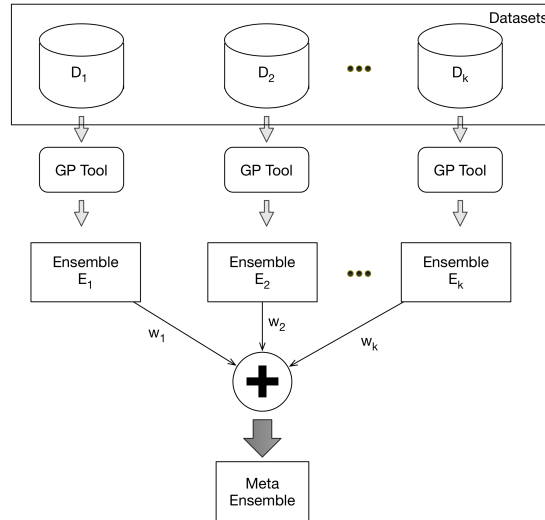 Datasets
D1
D2
Dk
GP Tool
GP Tool
GP Tool
Ensemble
E1
Ensemble
E2
Ensemble
Ek
w1
w2
wk
Meta
Ensemble